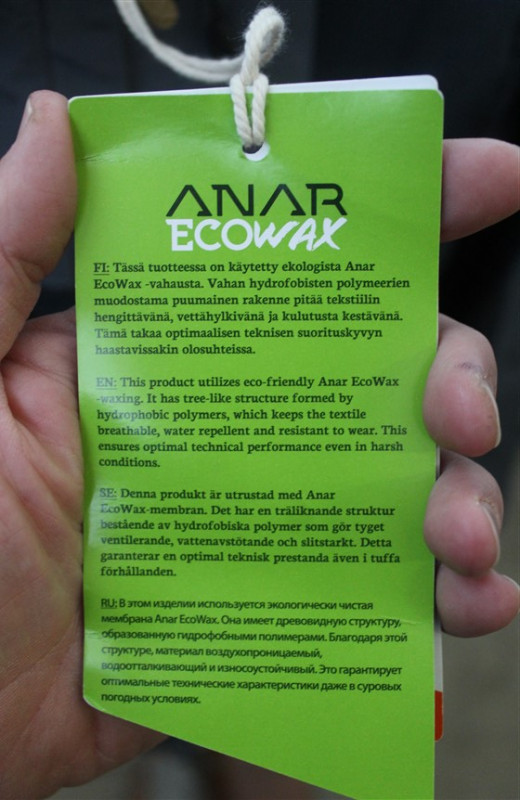 ANAR
ECOWAX
FI: Tässä tuotteessa on käytetty ekologista Anar
EcoWax -vahausta. Vahan hydrofobisten polymeerien
muodostama puumainen rakenne pitää tekstiilin
hengittävänä, vettähylkivänä ja kulutusta kestävänä.
Tämä takaa optimaalisen teknisen suorituskyvyn
haastavissakin olosuhteissa.
EN: This product utilizes eco-friendly Anar EcoWax
-waxing. It has tree-like structure formed by
hydrophobic polymers, which keeps the textile
breathable, water repellent and resistant to wear. This
ensures optimal technical performance even in harsh
conditions.
SE: Denna produkt är utrustad med Anar
EcoWax-membran. Det har en träliknande struktur
bestående av hydrofobiska polymer som gör tyget
ventilerande, vattenavstötande och slitstarkt. Detta
garanterar en optimal teknisk prestanda även i tuffa
förhållanden.
RU: В этом изделии используется экологически чистая
мембрана Anar EcoWax. Она имеет древовидную структуру,
образованную гидрофобными полимерами. Благодаря этой
структуре, материал воздухопроницаемый,
водоотталкивающий и износоустойчивый. Это гарантирует
оптимальные технические характеристики даже в суровых
погодных условиях.